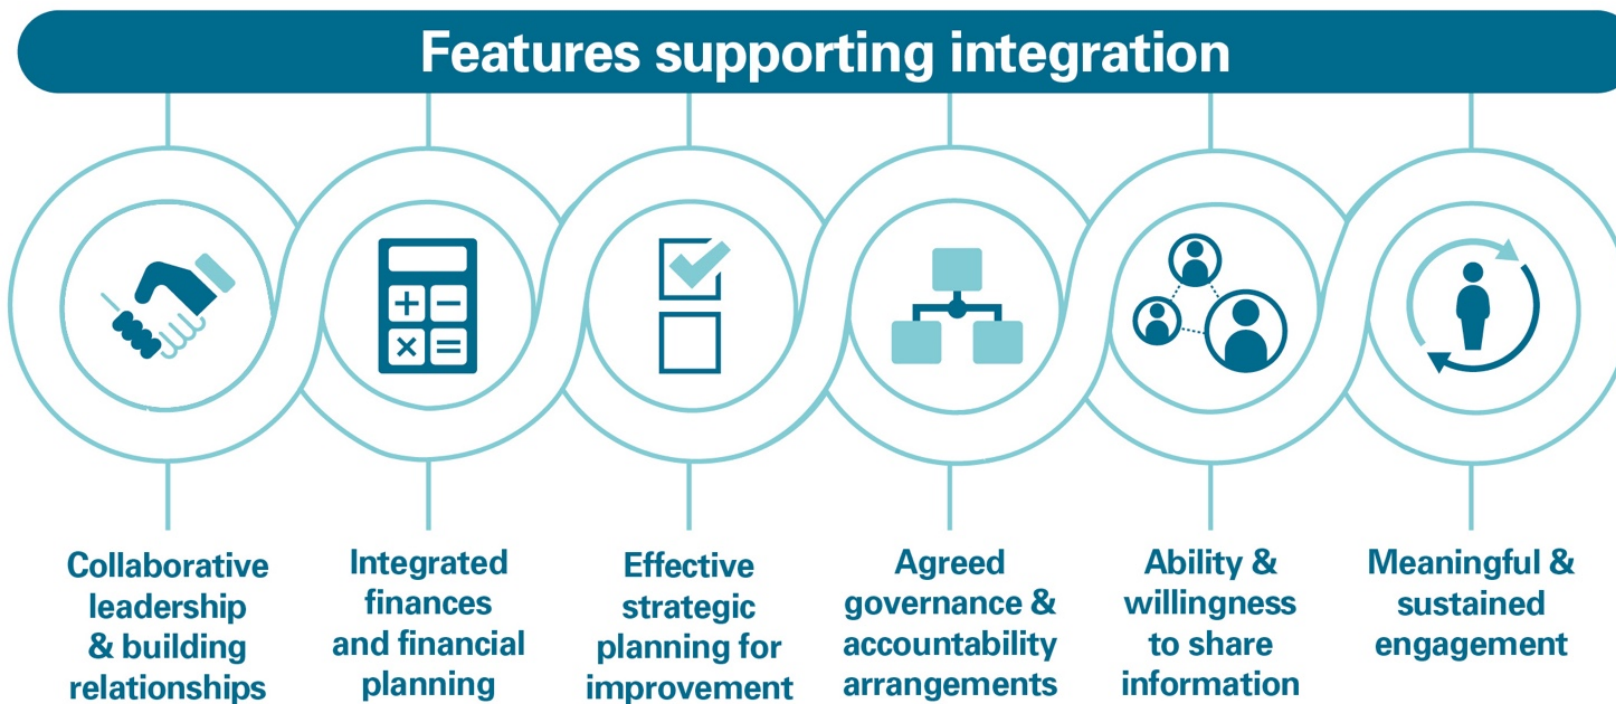 Features supporting integration
Collaborative
leadership
& building
relationships
Integrated
finances
and financial
planning
Effective
strategic
planning for
improvement
Agreed
governance &
accountability
arrangements
Ability &
willingness
to share
information
Meaningful &
sustained
engagement